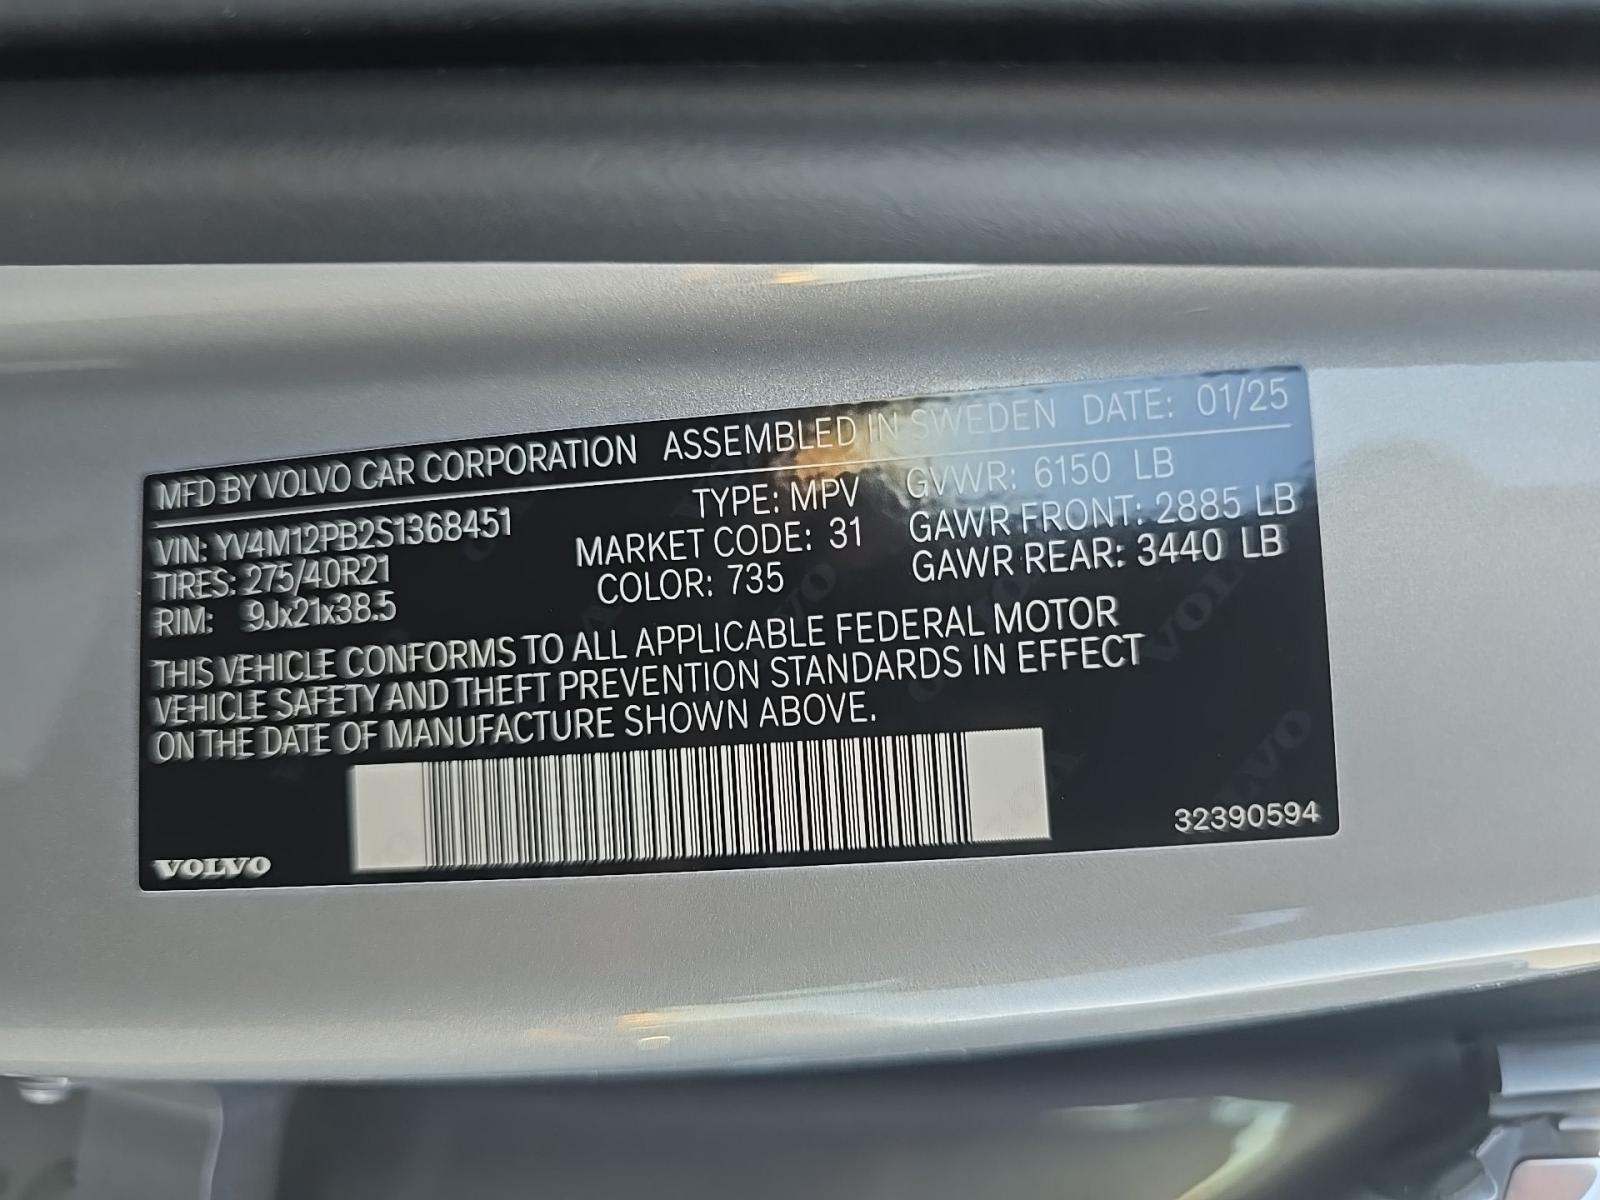 MFD BY VOLVO CAR CORPORATION ASSEMBLED IN SWEDEN DATE: 01/25
VIN: YV4M12PB2S1368451 TYPE: MPV GVWR: 6150 LB
TIRES: 275/40R21 MARKET CODE: 31 GAWR FRONT: 2885 LB
RIM: 9Jx21x38.5 COLOR: 735 GAWR REAR: 3440 LB
THIS VEHICLE CONFORMS TO ALL APPLICABLE FEDERAL MOTOR
VEHICLE SAFETY AND THEFT PREVENTION STANDARDS IN EFFECT
ON THE DATE OF MANUFACTURE SHOWN ABOVE.
VOLVO 32390594